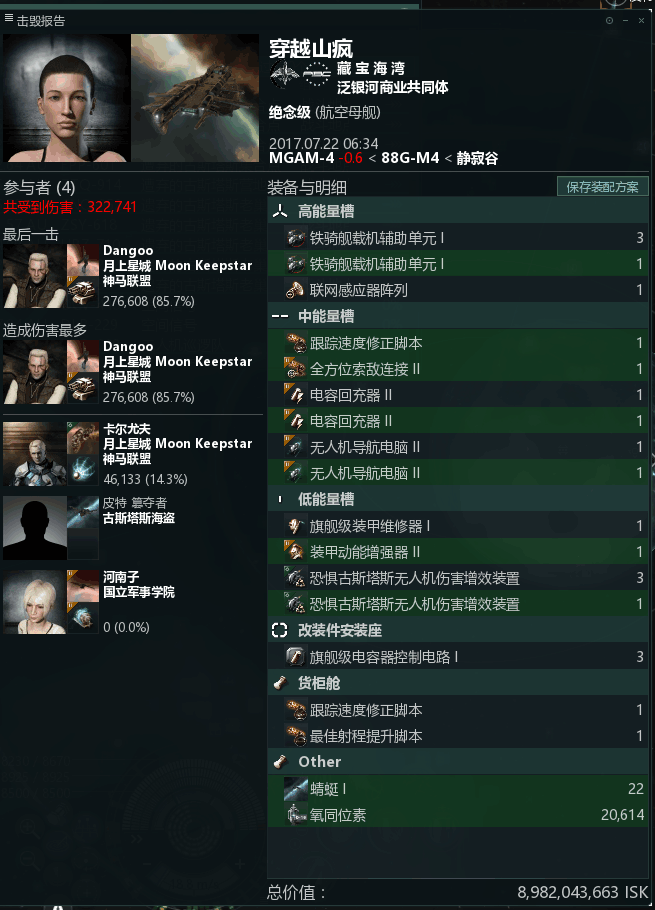 击毁报告
穿越山疯
藏宝海湾
泛银河商业共同体
绝念级 (航空母舰)
2017.07.22 06:34
MGAM-4 -0.6 < 88G-M4 < 静寂谷
参与者 (4)
共受到伤害：322,741
最后一击
Dangoo
月上星城 Moon Keepstar
神马联盟
276,608 (85.7%)
造成伤害最多
Dangoo
月上星城 Moon Keepstar
神马联盟
276,608 (85.7%)
卡尔尤夫
月上星城 Moon Keepstar
神马联盟
46,133 (14.3%)
皮特 篡夺者
古斯塔斯海盗
河南子
国立军事学院
0 (0.0%)
装备与明细
保存装配方案
高能量槽
铁骑舰载机辅助单元 I 3
铁骑舰载机辅助单元 I 1
联网感应器阵列 1
中能量槽
跟踪速度修正脚本 1
全方位索敌连接 II 1
电容回充器 II 1
电容回充器 II 1
无人机导航电脑 II 1
无人机导航电脑 II 1
低能量槽
旗舰级装甲维修器 I 1
装甲动能增强器 II 1
恐惧古斯塔斯无人机伤害增效装置 3
恐惧古斯塔斯无人机伤害增效装置 1
改装件安装座
旗舰级电容器控制电路 I 3
货柜舱
跟踪速度修正脚本 1
最佳射程提升脚本 1
Other
蜻蜓 I 22
氧同位素 20,614
总价值： 8,982,043,663 ISK